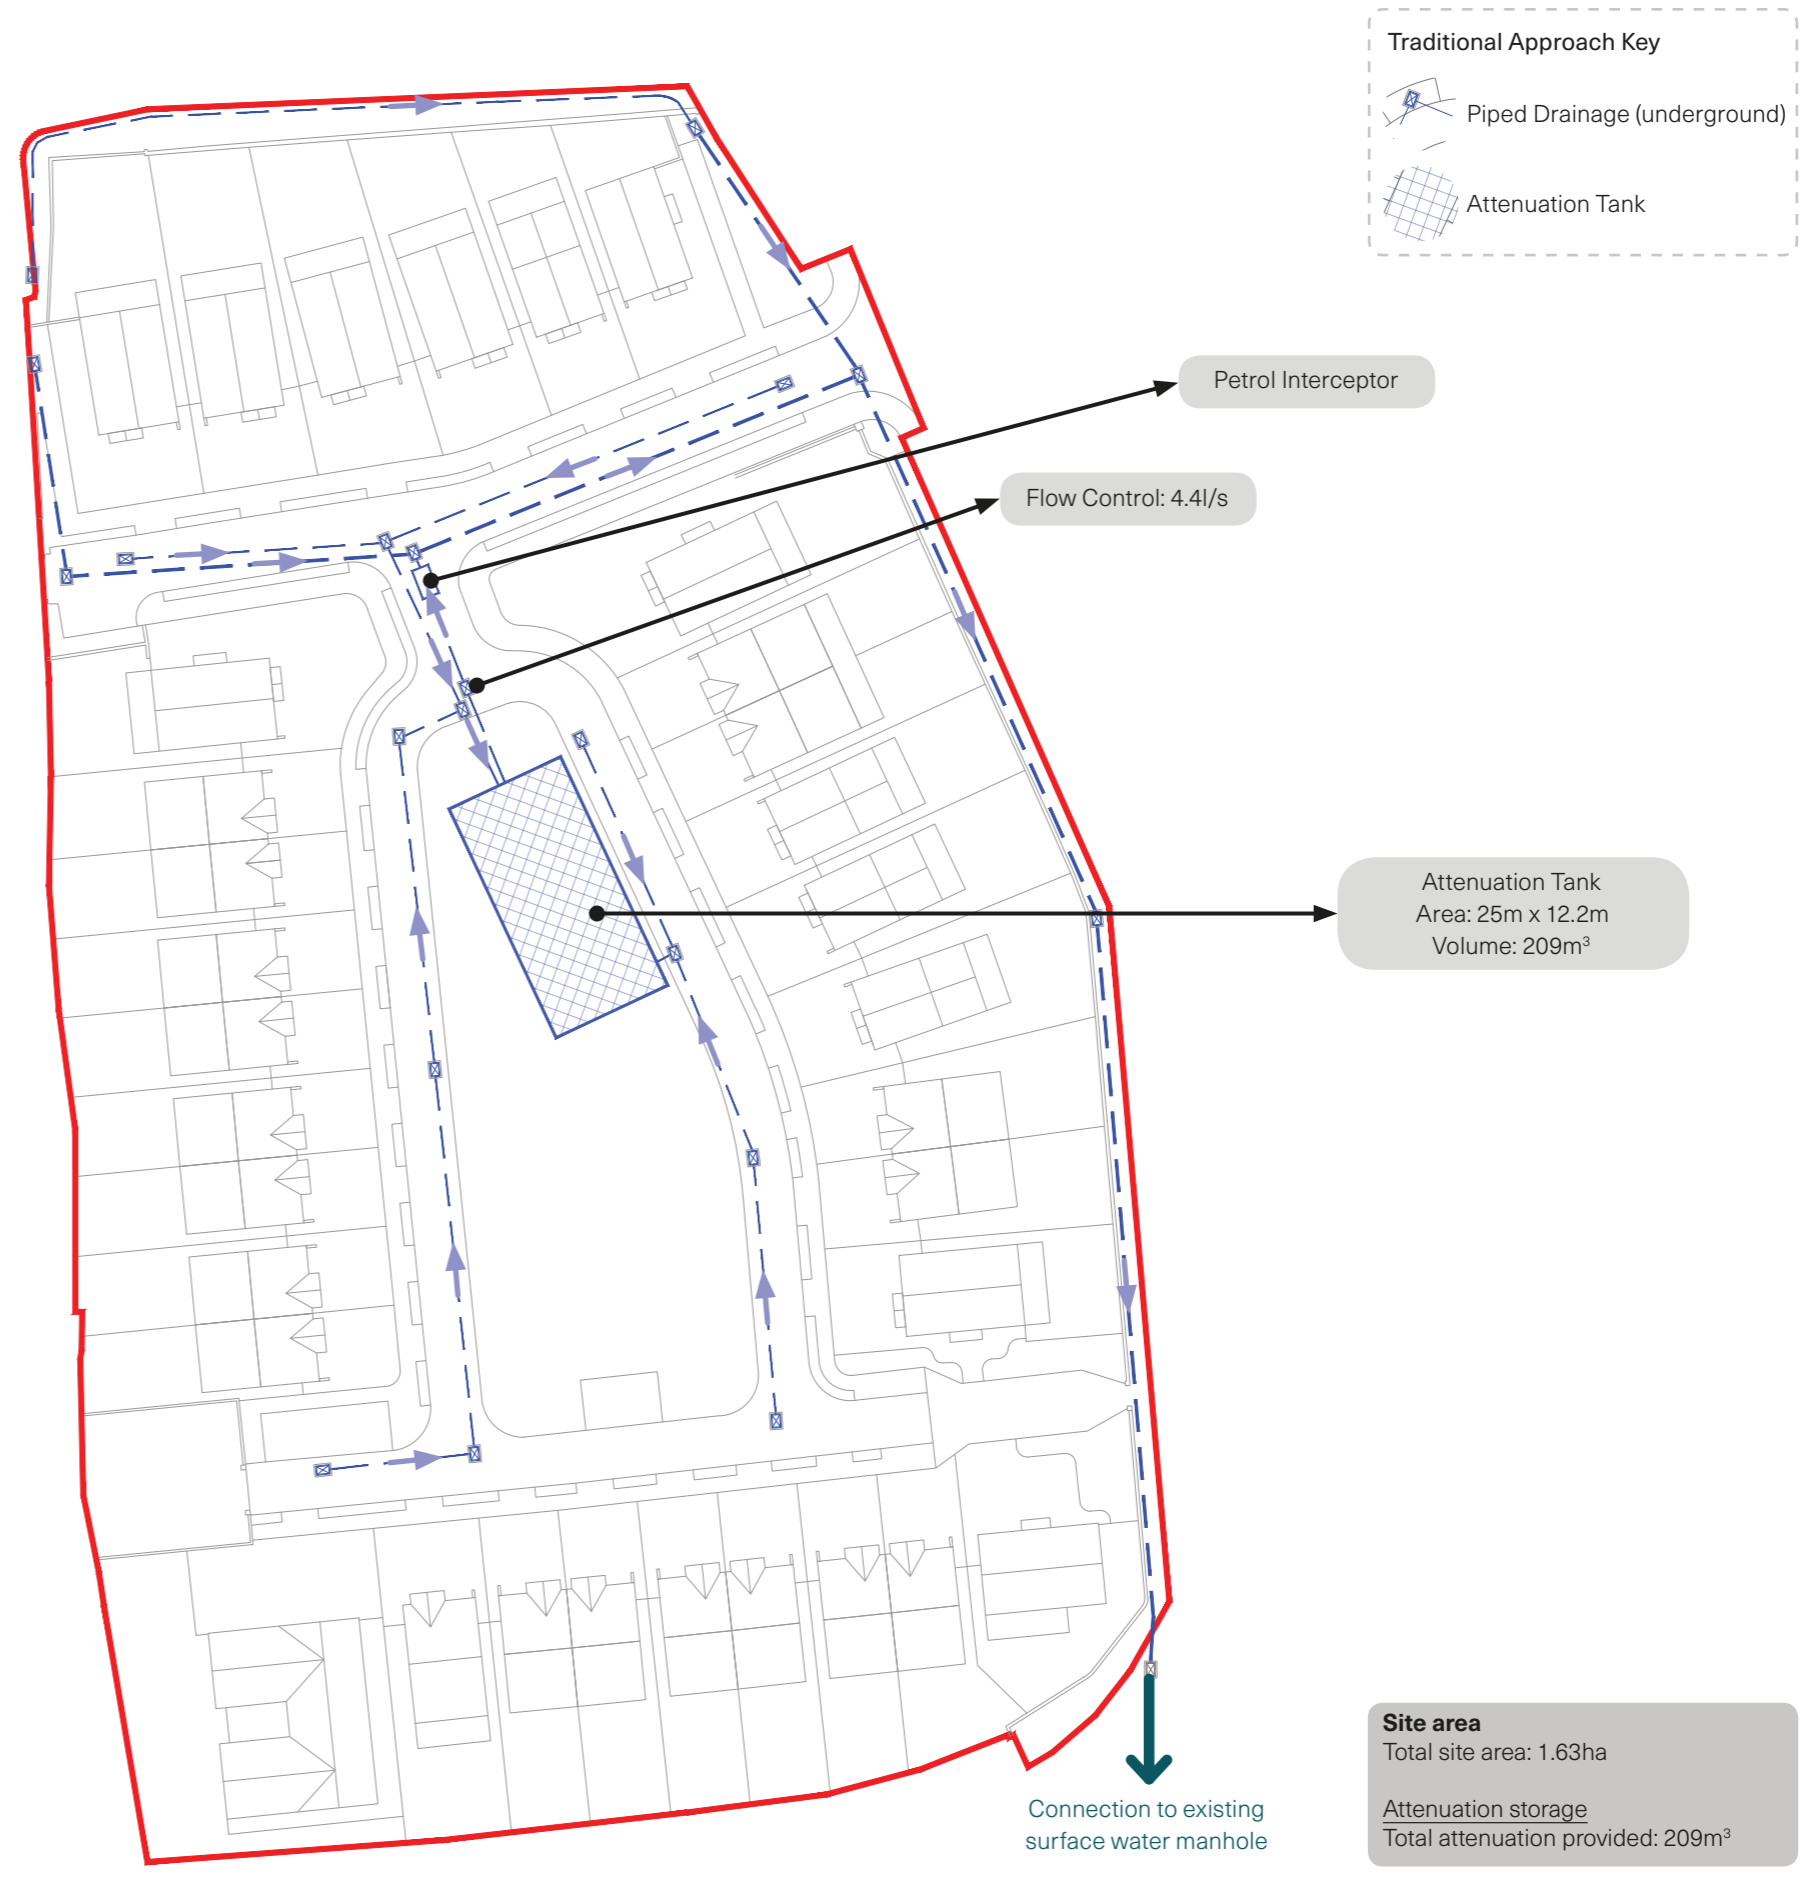 Traditional Approach Key
Piped Drainage (underground)
Attenuation Tank
Petrol Interceptor
Flow Control: 4.4l/s
Attenuation Tank
Area: 25m x 12.2m
Volume: 209m³
Connection to existing
surface water manhole
Site area
Total site area: 1.63ha
Attenuation storage
Total attenuation provided: 209m³